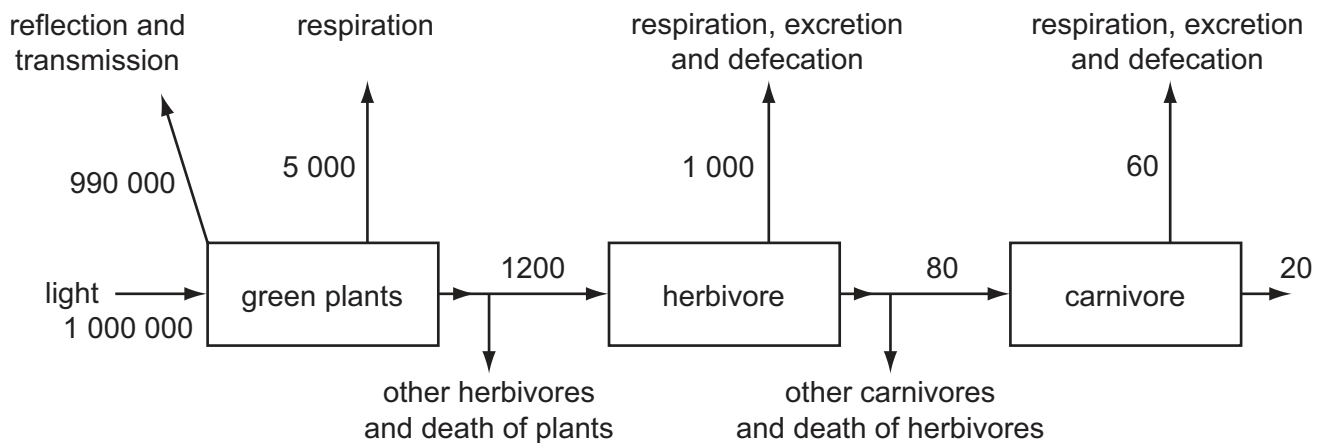 reflection and
transmission
respiration
respiration, excretion
and defecation
respiration, excretion
and defecation
990 000
5 000
1 000
60
light
1 000 000
green plants
1200
herbivore
80
carnivore
20
other herbivores
and death of plants
other carnivores
and death of herbivores